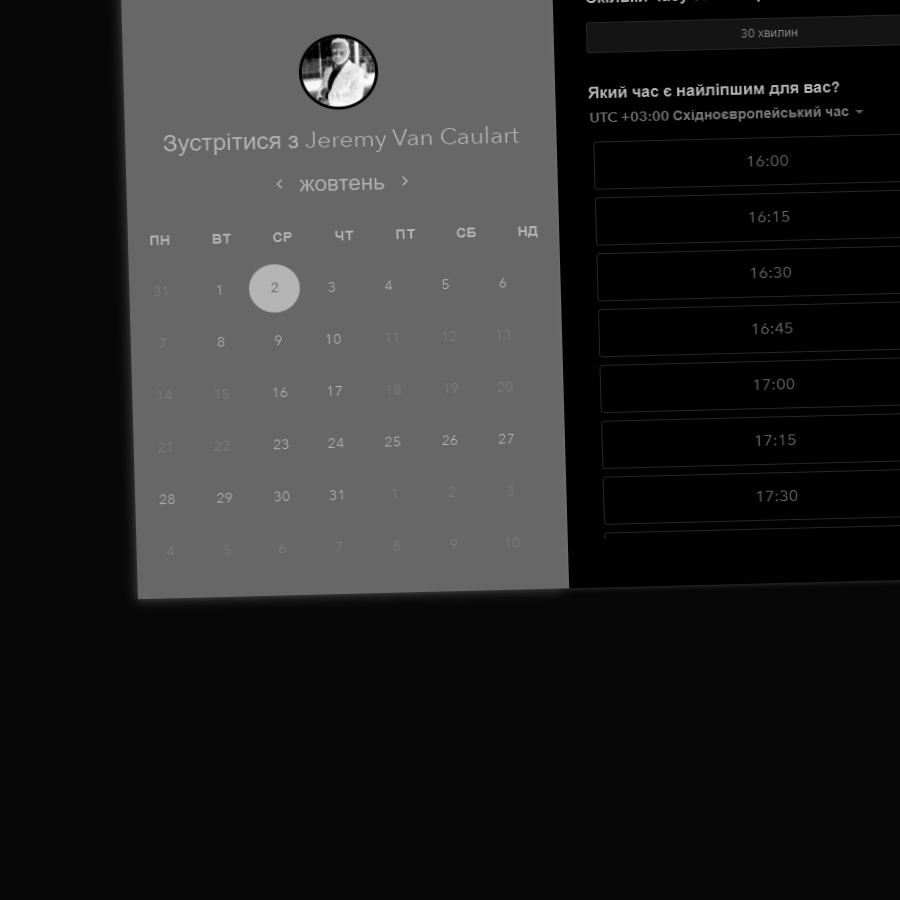 Зустрітися з Jeremy Van Caulart
‹ жовтень ›
ПН ВТ СР ЧТ ПТ СБ НД
31 1 2 3 4 5 6
7 8 9 10 11 12 13
14 15 16 17 18 19 20
21 22 23 24 25 26 27
28 29 30 31 1 2 3
4 5 6 7 8 9 10
30 хвилин
Який час є найліпшим для вас?
UTC +03:00 Східноєвропейський час
16:00
16:15
16:30
16:45
17:00
17:15
17:30